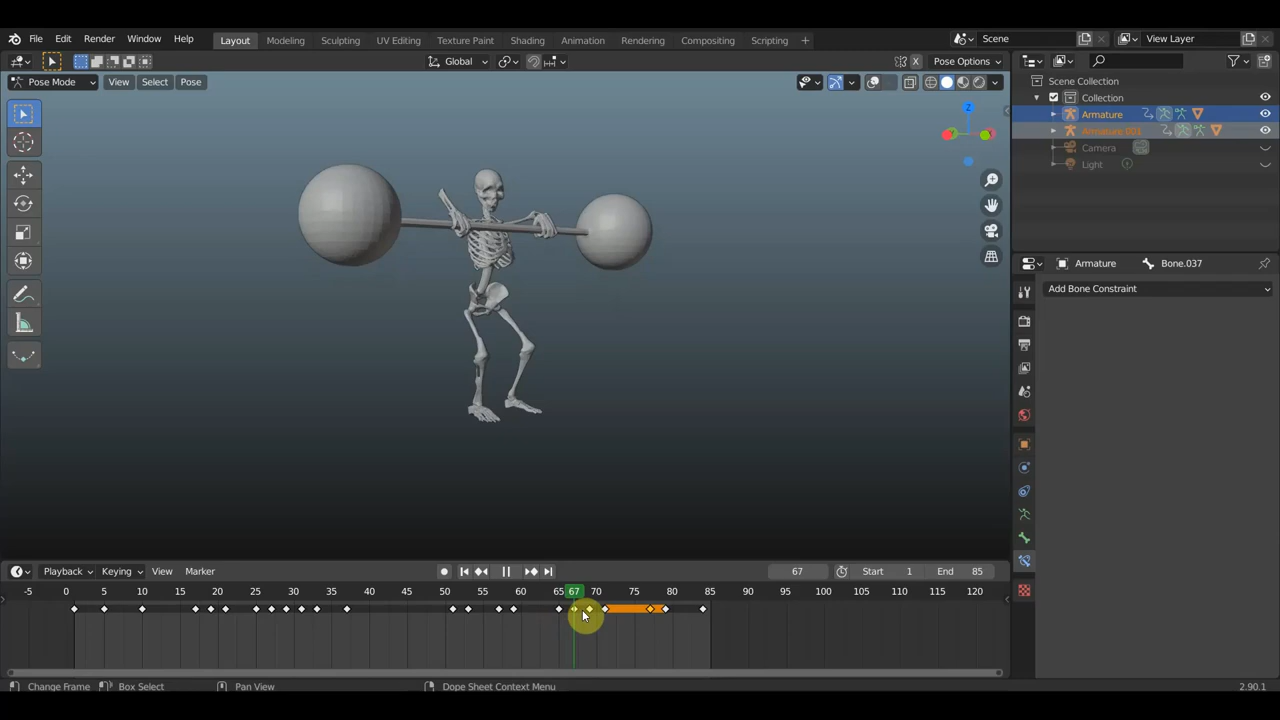 File Edit Render Window Help Layout Modeling Sculpting UV Editing Texture Paint Shading Animation Rendering Compositing Scripting + Scene View Layer
Global Pose Options
Pose Mode View Select Pose
Z
Scene Collection
Collection
Armature
Armature.001
Camera
Light
Armature Bone.037
Add Bone Constraint
Playback Keying View Marker 67 Start 1 End 85
-5 0 5 10 15 20 25 30 35 40 45 50 55 60 65 67 70 75 80 85 90 95 100 105 110 115 120
Change Frame Box Select Pan View Dope Sheet Context Menu 2.90.1